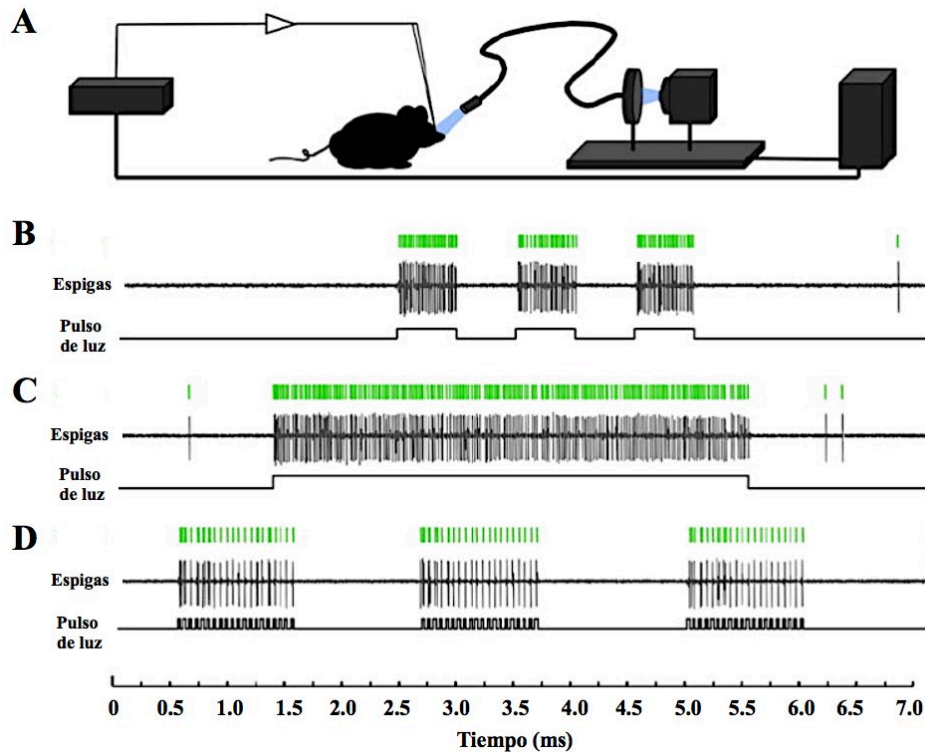 A
B
Espigas
Pulso
de luz
C
Espigas
Pulso
de luz
D
Espigas
Pulso
de luz
0 0.5 1.0 1.5 2.0 2.5 3.0 3.5 4.0 4.5 5.0 5.5 6.0 6.5 7.0
Tiempo (ms)